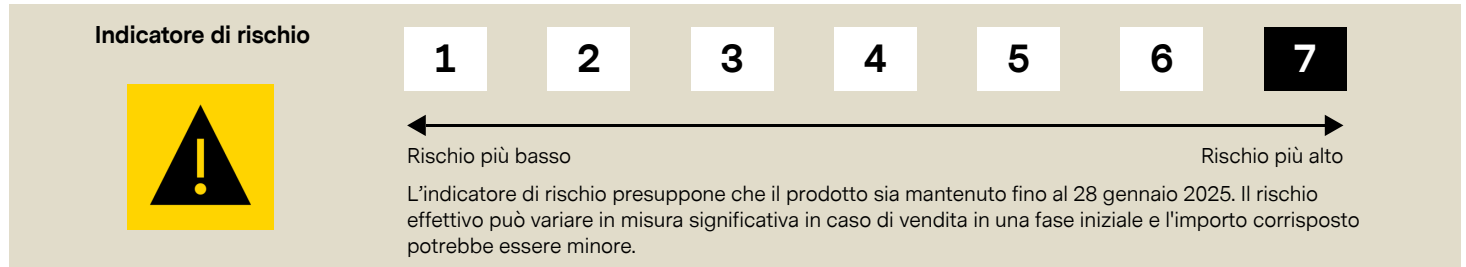 Indicatore di rischio
1 2 3 4 5 6 7
!
Rischio più basso Rischio più alto
L’indicatore di rischio presuppone che il prodotto sia mantenuto fino al 28 gennaio 2025. Il rischio
effettivo può variare in misura significativa in caso di vendita in una fase iniziale e l'importo corrisposto
potrebbe essere minore.